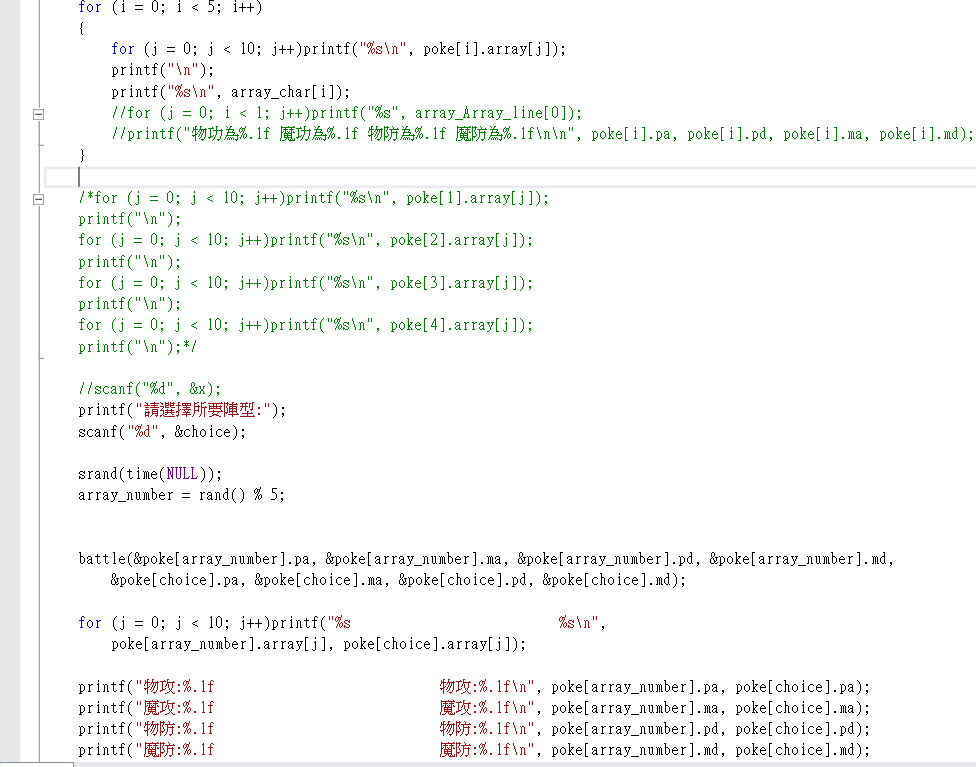 for (i = 0; i < 5; i++)
{
for (j = 0; j < 10; j++)printf("%s\n", poke[i].array[j]);
printf("\n");
printf("%s\n", array_char[i]);
//for (j = 0; i < 1; j++)printf("%s", array_Array_line[0]);
//printf("物功為%.1f 魔功為%.1f 物防為%.1f 魔防為%.1f\n\n", poke[i].pa, poke[i].pd, poke[i].ma, poke[i].md);
}
/*for (j = 0; j < 10; j++)printf("%s\n", poke[1].array[j]);
printf("\n");
for (j = 0; j < 10; j++)printf("%s\n", poke[2].array[j]);
printf("\n");
for (j = 0; j < 10; j++)printf("%s\n", poke[3].array[j]);
printf("\n");
for (j = 0; j < 10; j++)printf("%s\n", poke[4].array[j]);
printf("\n");*/
//scanf("%d", &x);
printf("請選擇所要陣型:");
scanf("%d", &choice);
srand(time(NULL));
array_number = rand() % 5;
battle(&poke[array_number].pa, &poke[array_number].ma, &poke[array_number].pd, &poke[array_number].md,
&poke[choice].pa, &poke[choice].ma, &poke[choice].pd, &poke[choice].md);
for (j = 0; j < 10; j++)printf("%s                          %s\n",
poke[array_number].array[j], poke[choice].array[j]);
printf("物攻:%.1f                            物攻:%.1f\n", poke[array_number].pa, poke[choice].pa);
printf("魔攻:%.1f                            魔攻:%.1f\n", poke[array_number].ma, poke[choice].ma);
printf("物防:%.1f                            物防:%.1f\n", poke[array_number].pd, poke[choice].pd);
printf("魔防:%.1f                            魔防:%.1f\n", poke[array_number].md, poke[choice].md);